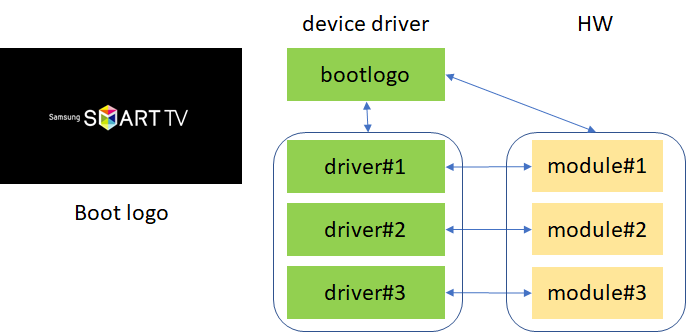 device driver
HW
bootlogo
Samsung SMART TV
driver#1
module#1
Boot logo
driver#2
module#2
driver#3
module#3